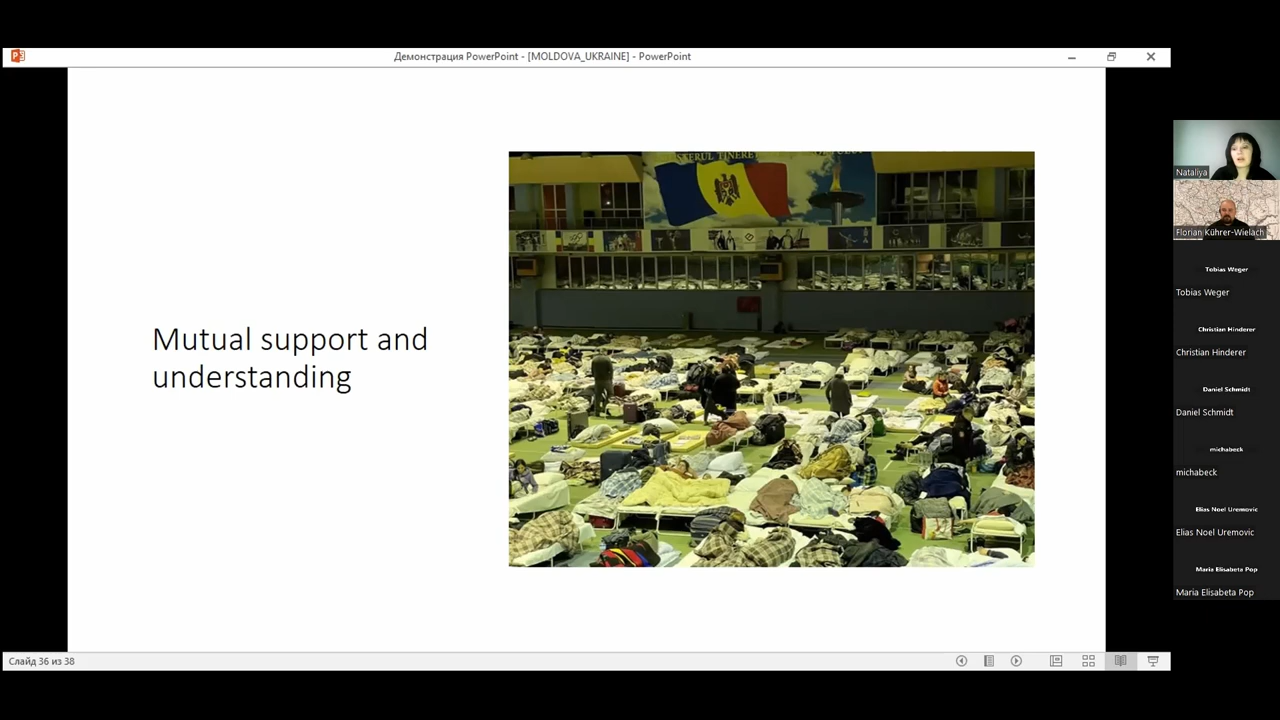 Демонстрация PowerPoint - [MOLDOVA_UKRAINE] - PowerPoint
Mutual support and
understanding
Слайд 36 из 38
Nataliya
Florian Kührer-Wielach
Tobias Weger
Tobias Weger
Christian Hinderer
Christian Hinderer
Daniel Schmidt
Daniel Schmidt
michabeck
michabeck
Elias Noel Uremovic
Elias Noel Uremovic
Maria Elisabeta Pop
Maria Elisabeta Pop